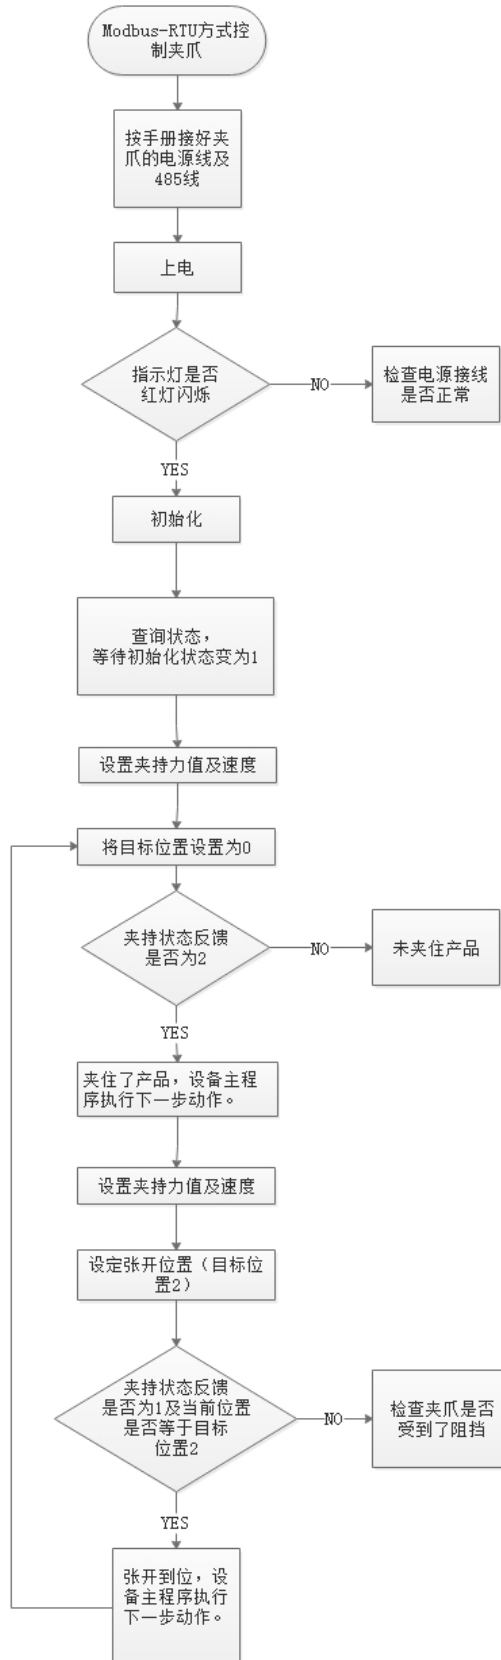 Modbus-RTU方式控
制夹爪
按手册接好夹
爪的电源线及
485线
上电
指示灯是否
红灯闪烁
NO
检查电源接线
是否正常
YES
初始化
查询状态，
等待初始化状态变为1
设置夹持力值及速度
将目标位置设置为0
夹持状态反馈
是否为2
NO
未夹住产品
YES
夹住了产品，设备主程
序执行下一步动作。
设置夹持力值及速度
设定张开位置（目标位
置2）
夹持状态反馈
是否为1及当前位置
是否等于目标
位置2
NO
检查夹爪是否
受到了阻挡
YES
张开到位，设
备主程序执行
下一步动作。